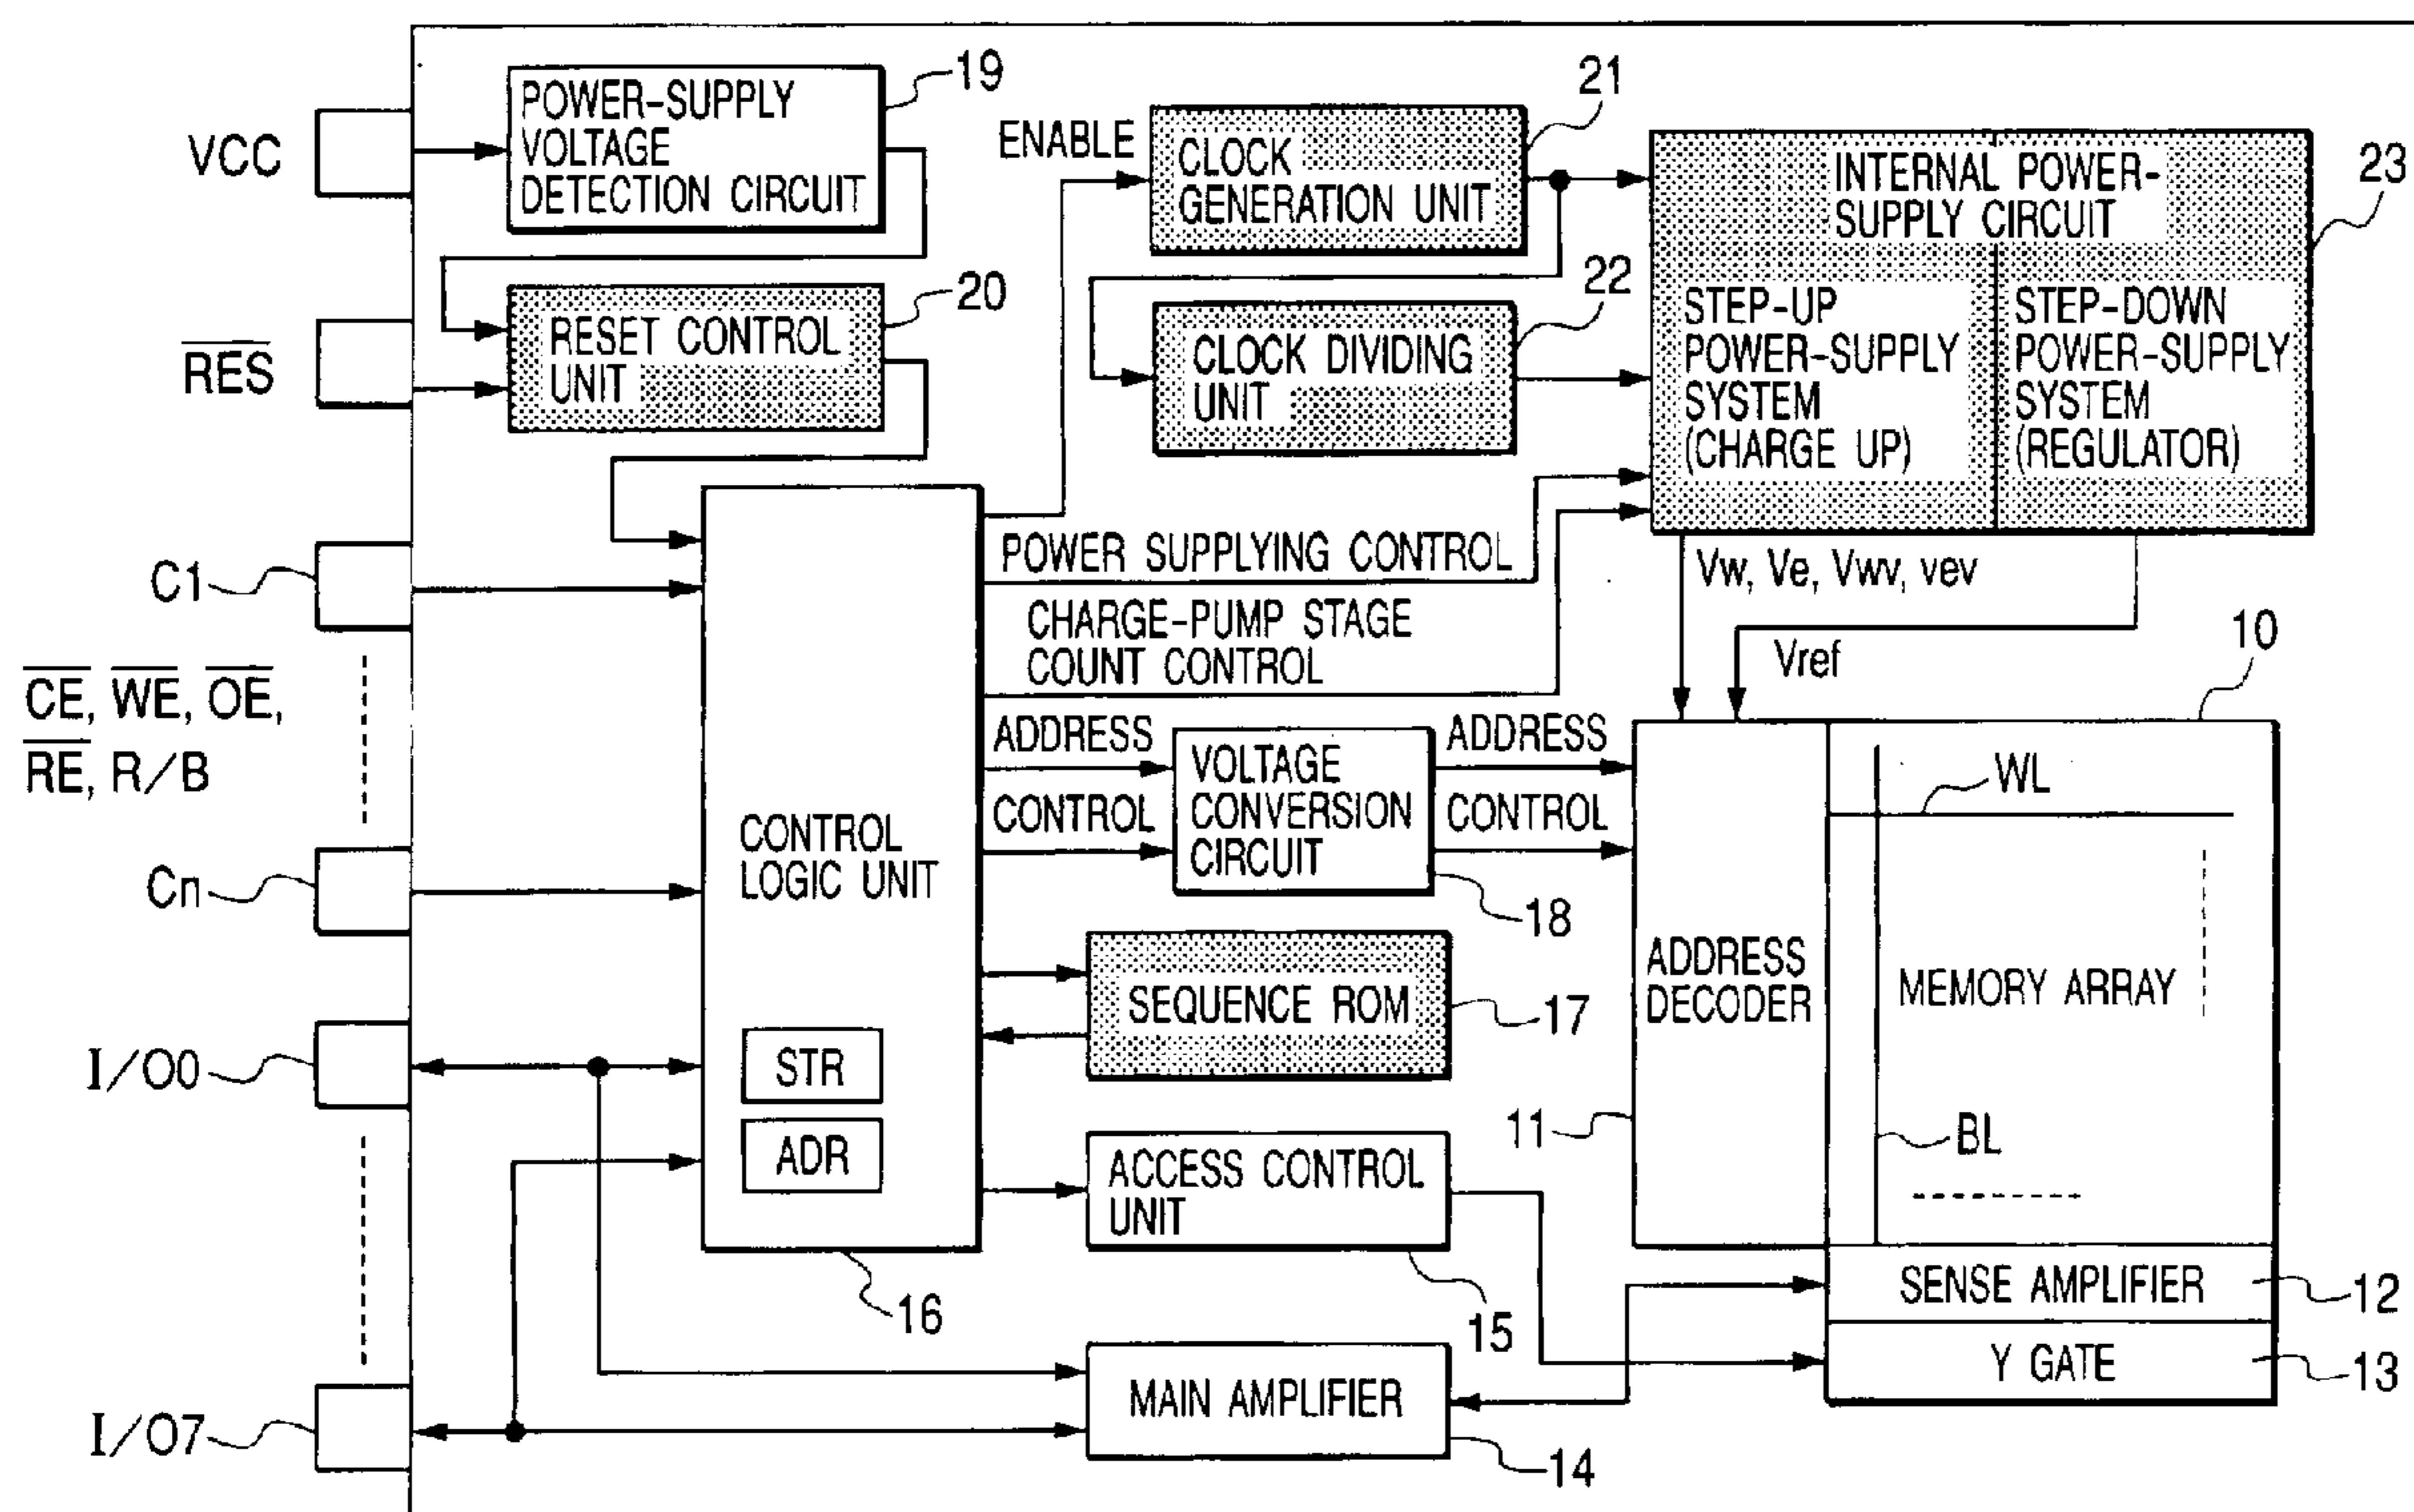 VCC
RES
C1
CE, WE, OE,
RE, R/B
Cn
I/O0
I/O7
POWER-SUPPLY
VOLTAGE
DETECTION CIRCUIT
19
RESET CONTROL
UNIT
20
ENABLE
CLOCK
GENERATION UNIT
21
CLOCK DIVIDING
UNIT
22
INTERNAL POWER-
SUPPLY CIRCUIT
23
STEP-UP
POWER-SUPPLY
SYSTEM
(CHARGE UP)
STEP-DOWN
POWER-SUPPLY
SYSTEM
(REGULATOR)
POWER SUPPLYING CONTROL
CHARGE-PUMP STAGE
COUNT CONTROL
Vw, Ve, Vwv, vev
Vref
10
CONTROL
LOGIC UNIT
STR
ADR
16
ADDRESS
CONTROL
VOLTAGE
CONVERSION
CIRCUIT
18
ADDRESS
CONTROL
SEQUENCE ROM
17
ACCESS CONTROL
UNIT
15
MAIN AMPLIFIER
14
ADDRESS
DECODER
11
WL
MEMORY ARRAY
BL
SENSE AMPLIFIER
12
Y GATE
13